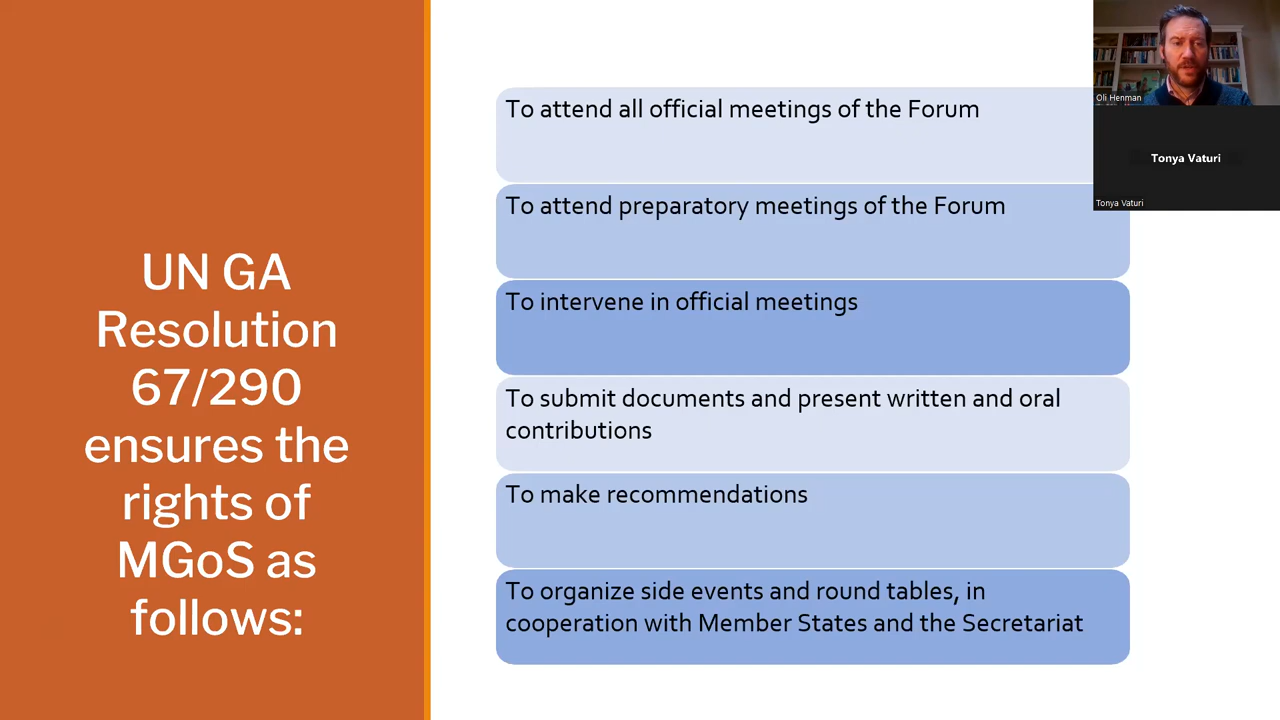 UN GA
Resolution
67/290
ensures the
rights of
MGoS as
follows:
To attend all official meetings of the Forum
To attend preparatory meetings of the Forum
To intervene in official meetings
To submit documents and present written and oral
contributions
To make recommendations
To organize side events and round tables, in
cooperation with Member States and the Secretariat
Oli Henman
Tonya Vaturi
Tonya Vaturi